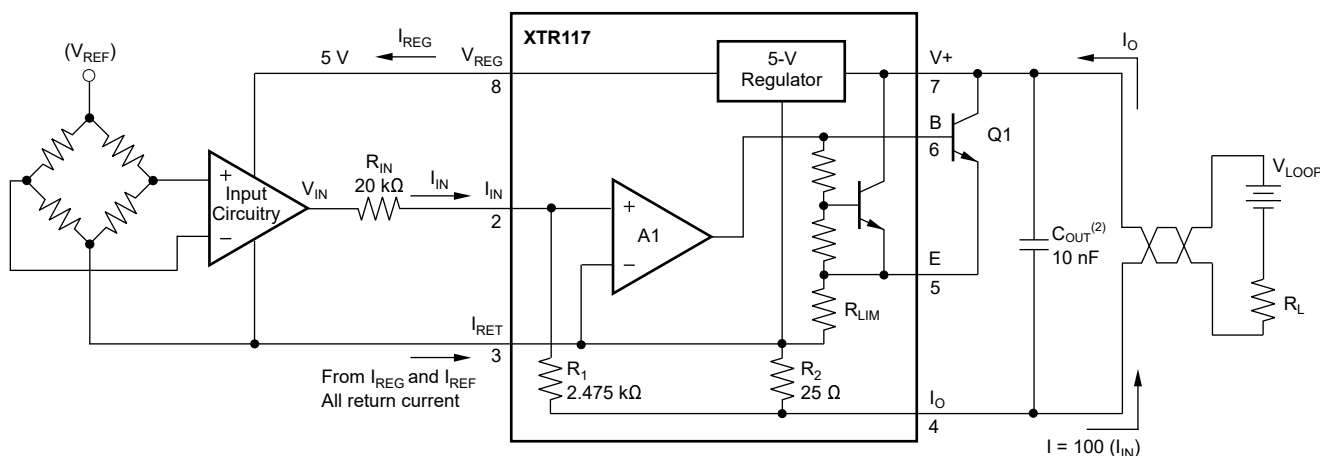 XTR117
(V_REF)
5 V
I_REG
V_REG
8
5-V
Regulator
V+
7
I_O
B
6
Q1
V_LOOP
R_IN
20 kΩ
I_IN
I_IN
2
V_IN
+
Input
Circuitry
–
+
A1
–
C_OUT(2)
10 nF
E
5
R_LIM
R_L
I_RET
3
From I_REG and I_REF
All return current
R_1
2.475 kΩ
R_2
25 Ω
I_O
4
I = 100 (I_IN)